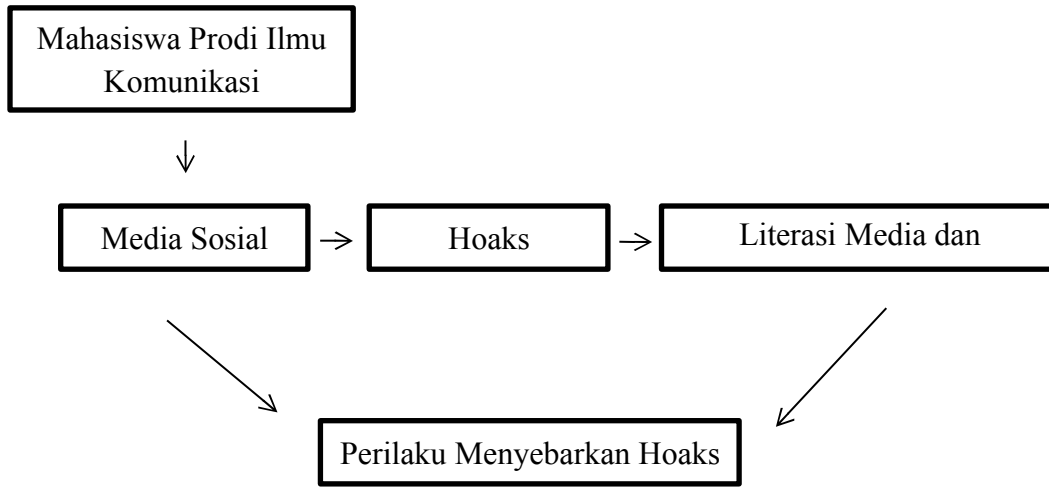 Mahasiswa Prodi Ilmu
Komunikasi
Media Sosial
Hoaks
Literasi Media dan
Perilaku Menyebarkan Hoaks